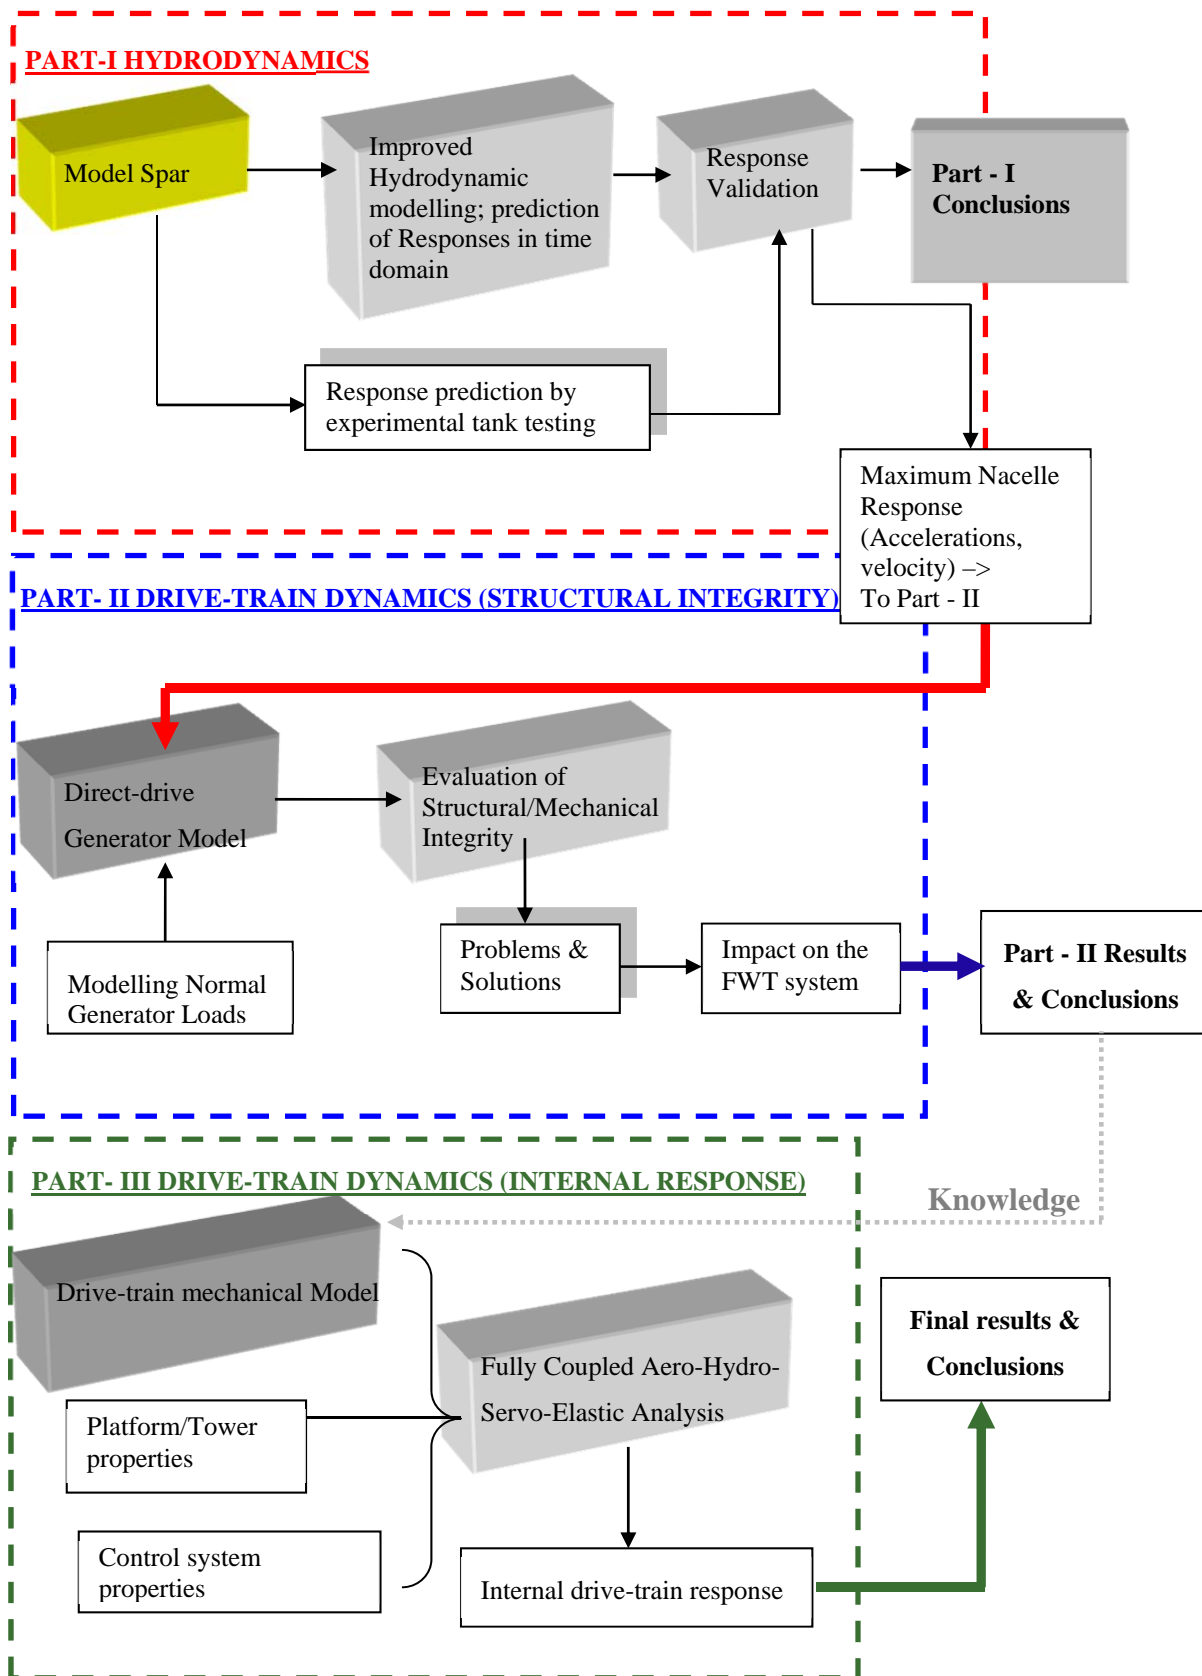 PART-I HYDRODYNAMICS
Model Spar
Improved
Hydrodynamic
modelling; prediction
of Responses in time
domain
Response
Validation
Part - I
Conclusions
Response prediction by
experimental tank testing
Maximum Nacelle
Response
(Accelerations,
velocity) –>
To Part - II
PART- II DRIVE-TRAIN DYNAMICS (STRUCTURAL INTEGRITY)
Direct-drive
Generator Model
Evaluation of
Structural/Mechanical
Integrity
Modelling Normal
Generator Loads
Problems &
Solutions
Impact on the
FWT system
Part - II Results
& Conclusions
PART- III DRIVE-TRAIN DYNAMICS (INTERNAL RESPONSE)
Knowledge
Drive-train mechanical Model
Platform/Tower
properties
Control system
properties
Fully Coupled Aero-Hydro-
Servo-Elastic Analysis
Internal drive-train response
Final results &
Conclusions